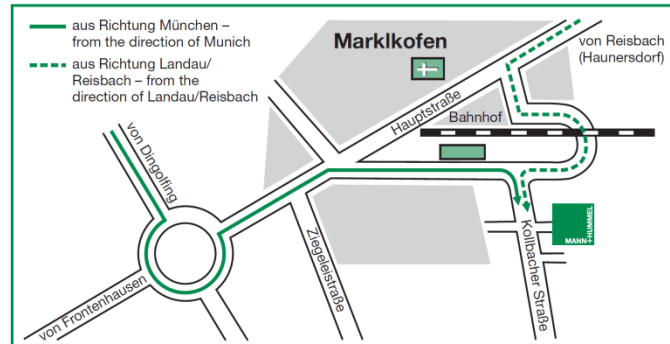 aus Richtung München –
from the direction of Munich
aus Richtung Landau/
Reisbach – from the
direction of Landau/Reisbach
Marklkofen
von Reisbach
(Haunersdorf)
Hauptstraße
Bahnhof
von Dingolfing
Ziegeleistraße
von Frontenhausen
Kollbacher Straße
MANN+
HUMMEL